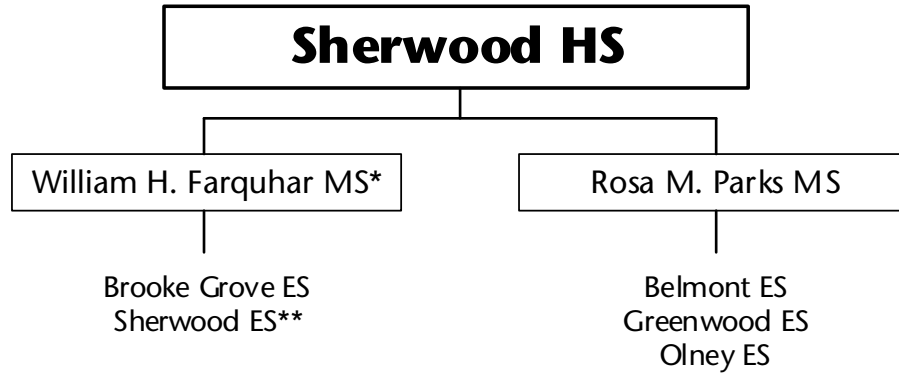 Sherwood HS
William H. Farquhar MS*
Rosa M. Parks MS
Brooke Grove ES
Sherwood ES**
Belmont ES
Greenwood ES
Olney ES